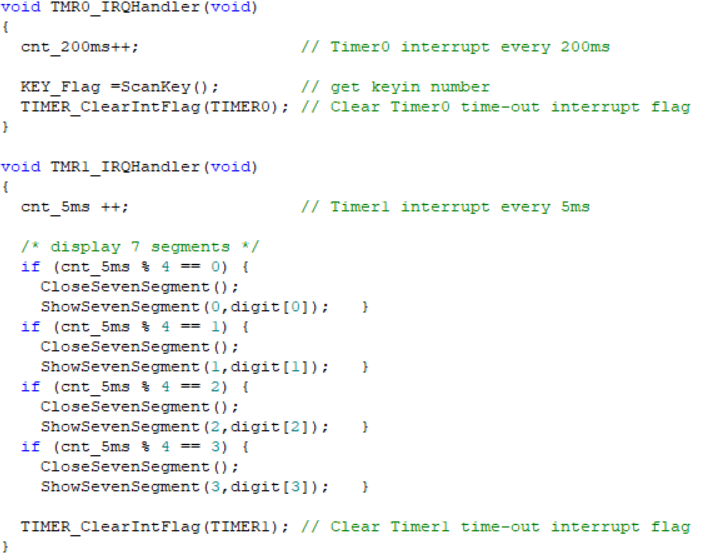 void TMR0_IRQHandler(void)
{
  cnt_200ms++;                // Timer0 interrupt every 200ms

  KEY_Flag =ScanKey();        // get keyin number
  TIMER_ClearIntFlag(TIMER0); // Clear Timer0 time-out interrupt flag
}

void TMR1_IRQHandler(void)
{
  cnt_5ms ++;                 // Timer1 interrupt every 5ms

  /* display 7 segments */
  if (cnt_5ms % 4 == 0) {
    CloseSevenSegment();
    ShowSevenSegment(0,digit[0]);   }
  if (cnt_5ms % 4 == 1) {
    CloseSevenSegment();
    ShowSevenSegment(1,digit[1]);   }
  if (cnt_5ms % 4 == 2) {
    CloseSevenSegment();
    ShowSevenSegment(2,digit[2]);   }
  if (cnt_5ms % 4 == 3) {
    CloseSevenSegment();
    ShowSevenSegment(3,digit[3]);   }

  TIMER_ClearIntFlag(TIMER1); // Clear Timer1 time-out interrupt flag
}